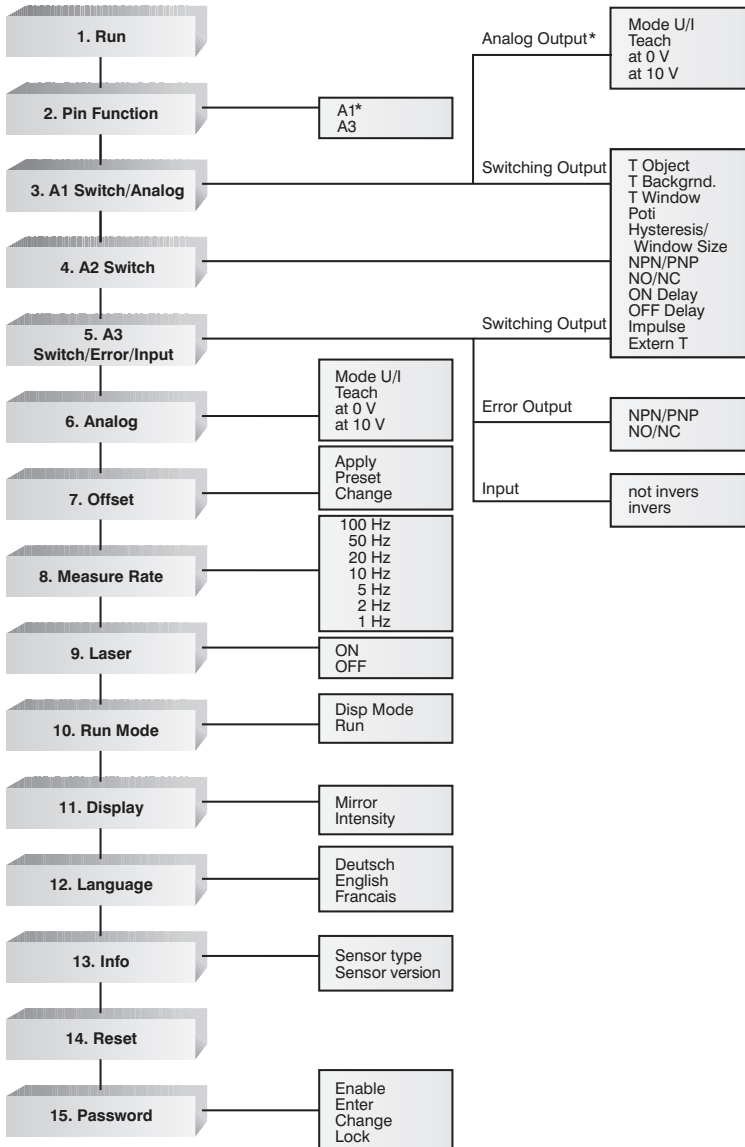 1. Run
Analog Output*
Mode U/I
Teach
at 0 V
at 10 V
2. Pin Function
A1*
A3
3. A1 Switch/Analog
Switching Output
T Object
T Backgrnd.
T Window
Poti
Hysteresis/
Window Size
NPN/PNP
NO/NC
ON Delay
OFF Delay
Impulse
Extern T
4. A2 Switch
5. A3
Switch/Error/Input
Switching Output
Error Output
NPN/PNP
NO/NC
Input
not invers
invers
6. Analog
Mode U/I
Teach
at 0 V
at 10 V
7. Offset
Apply
Preset
Change
8. Measure Rate
100 Hz
50 Hz
20 Hz
10 Hz
5 Hz
2 Hz
1 Hz
9. Laser
ON
OFF
10. Run Mode
Disp Mode
Run
11. Display
Mirror
Intensity
12. Language
Deutsch
English
Francais
13. Info
Sensor type
Sensor version
14. Reset
15. Password
Enable
Enter
Change
Lock